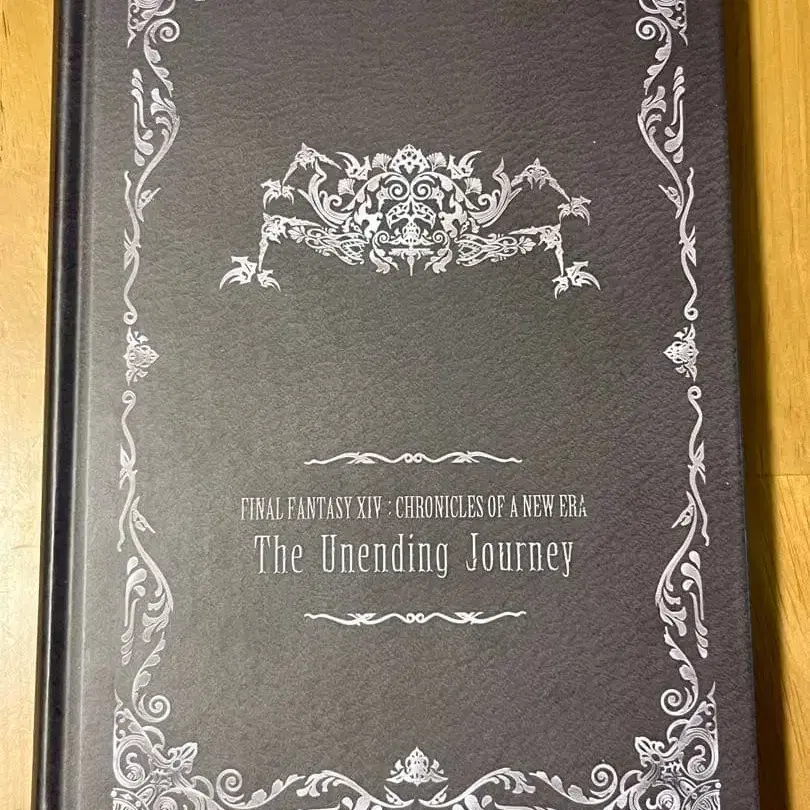 FINAL FANTASY XIV : CHRONICLES OF A NEW ERA
The Unending Journey